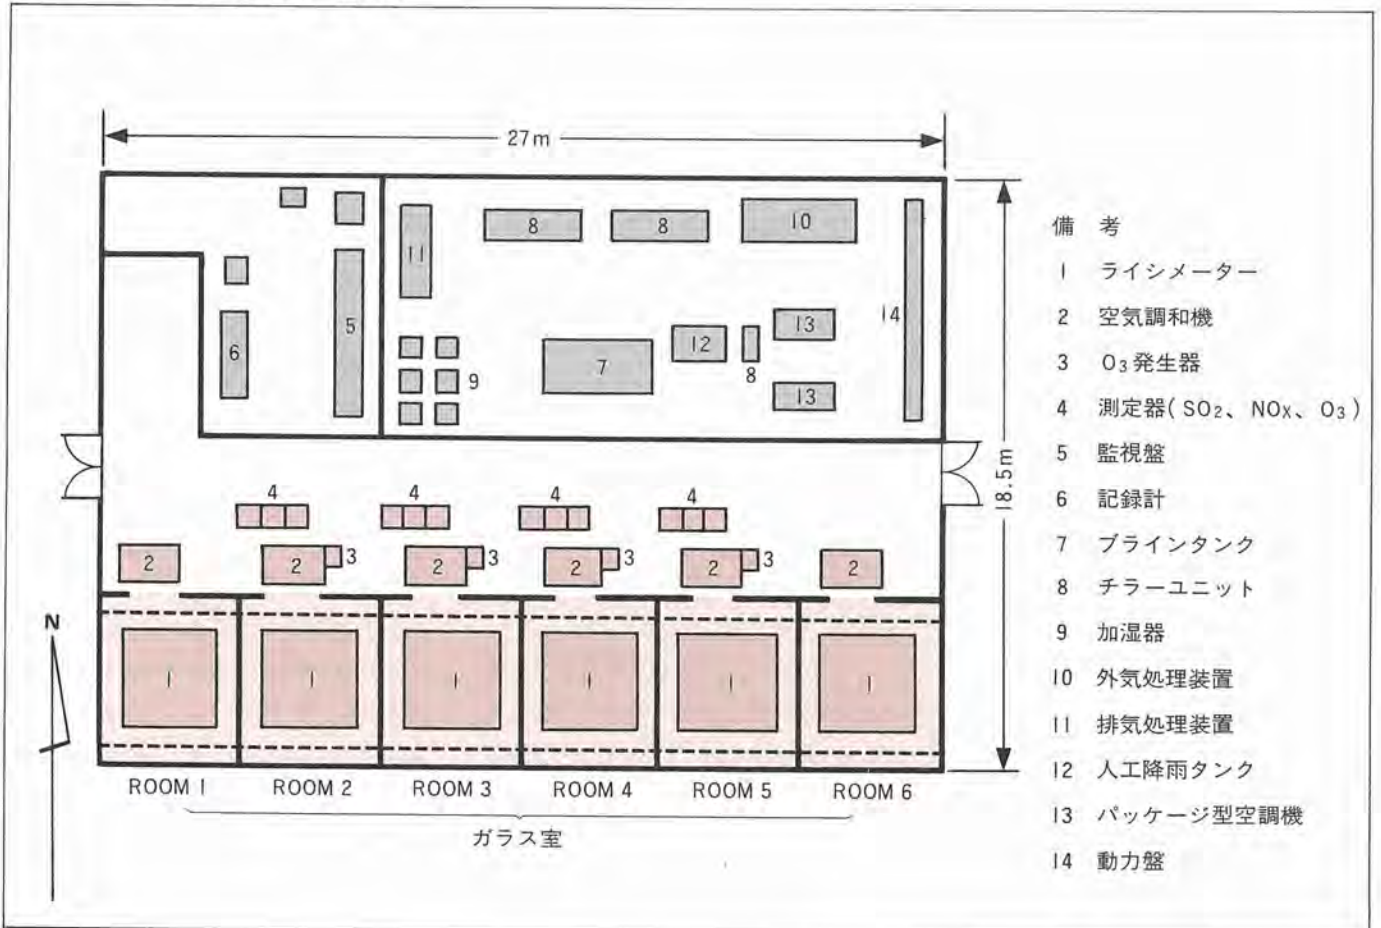 27m
8
8
10
11
備 考
1 ライシメーター
2 空気調和機
3 O₃発生器
4 測定器(SO₂、NOx、O₃)
5 監視盤
6 記録計
7 ブラインタンク
8 チラーユニット
9 加湿器
10 外気処理装置
11 排気処理装置
12 人工降雨タンク
13 パッケージ型空調機
14 動力盤
5
6
14
13
12
8
7
9
13
18.5m
4
4
4
4
2
2
3
2
3
2
3
2
3
2
N
1
1
1
1
1
1
ROOM 1
ROOM 2
ROOM 3
ROOM 4
ROOM 5
ROOM 6
ガラス室